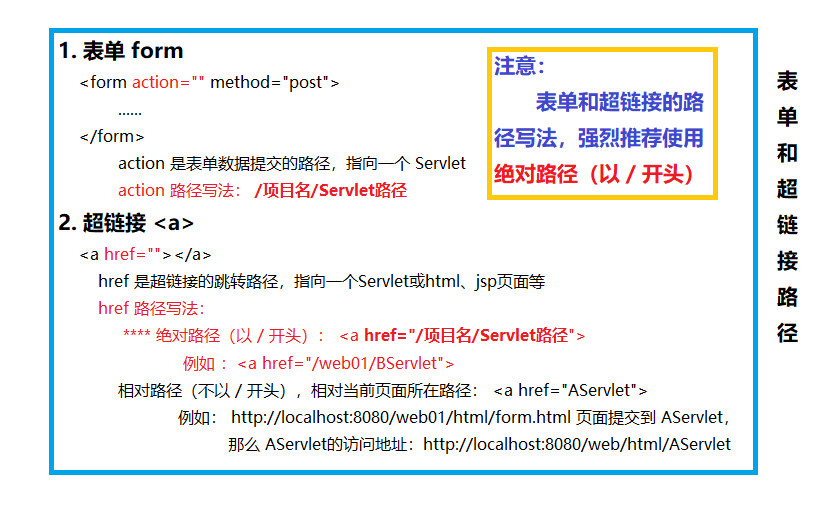 1. 表单 form
<form action="" method="post">
......
</form>
action 是表单数据提交的路径，指向一个 Servlet
action 路径写法： /项目名/Servlet路径
注意：
表单和超链接的路
径写法，强烈推荐使用
绝对路径（以 / 开头）
2. 超链接 <a>
<a href=""></a>
href 是超链接的跳转路径，指向一个Servlet或html、jsp页面等
href 路径写法：
**** 绝对路径（以 / 开头）： <a href="/项目名/Servlet路径">
例如 ：<a href="/web01/BServlet">
相对路径（不以 / 开头），相对当前页面所在路径： <a href="AServlet">
例如： http://localhost:8080/web01/html/form.html 页面提交到 AServlet，
那么 AServlet的访问地址：http://localhost:8080/web/html/AServlet
表单和超链接路径